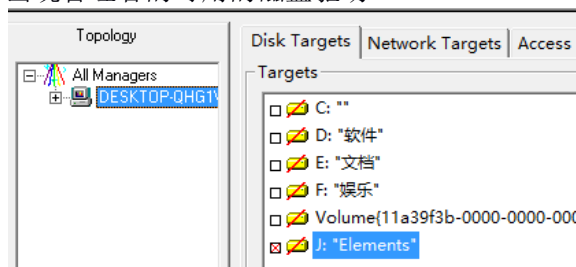 Topology
Disk Targets Network Targets Access
Targets
All Managers
DESKTOP-QHG1
C: ""
D: "软件"
E: "文档"
F: "娱乐"
Volume{11a39f3b-0000-0000-000
J: "Elements"